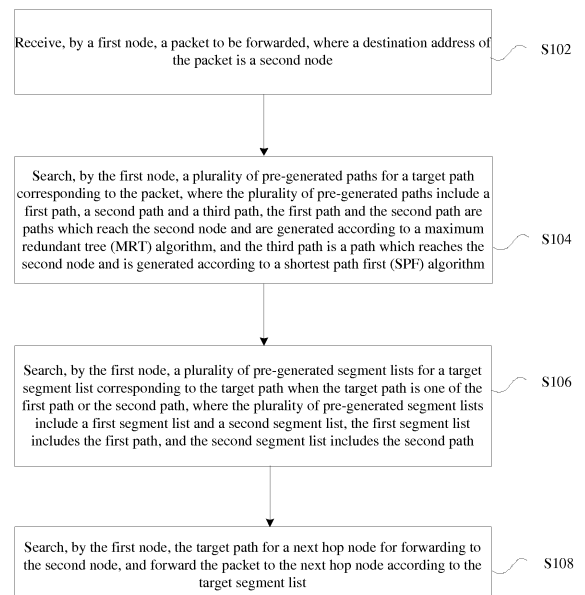 Receive, by a first node, a packet to be forwarded, where a destination address of
the packet is a second node
S102
Search, by the first node, a plurality of pre-generated paths for a target path
corresponding to the packet, where the plurality of pre-generated paths include a
first path, a second path and a third path, the first path and the second path are
paths which reach the second node and are generated according to a maximum
redundant tree (MRT) algorithm, and the third path is a path which reaches the
second node and is generated according to a shortest path first (SPF) algorithm
S104
Search, by the first node, a plurality of pre-generated segment lists for a target
segment list corresponding to the target path when the target path is one of the
first path or the second path, where the plurality of pre-generated segment lists
include a first segment list and a second segment list, the first segment list
includes the first path, and the second segment list includes the second path
S106
Search, by the first node, the target path for a next hop node for forwarding to
the second node, and forward the packet to the next hop node according to the
target segment list
S108